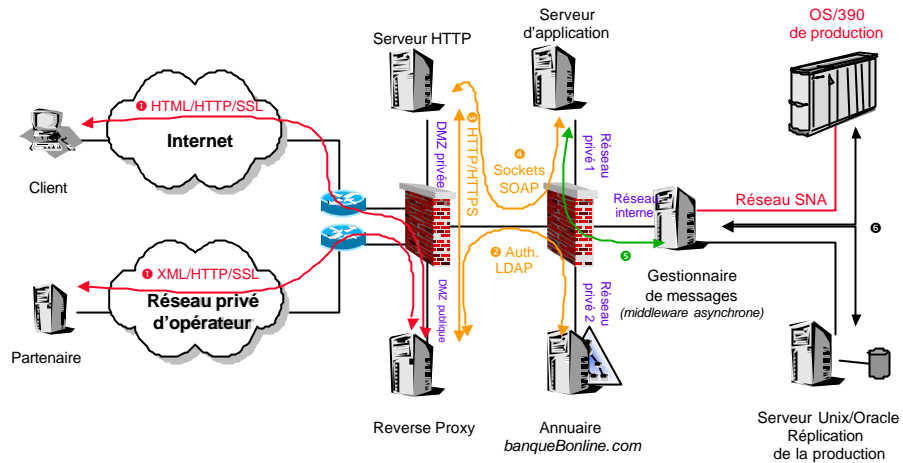 OS/390
de production
Serveur
d'application
Serveur HTTP
❶ HTML/HTTP/SSL
Internet
Client
DMZ privée
❸ HTTP/HTTPS
❹
Sockets
SOAP
Réseau
privé 1
Réseau
interne
Réseau SNA
❻
❶ XML/HTTP/SSL
Réseau privé
d'opérateur
Partenaire
❷ Auth.
LDAP
❺
Gestionnaire
de messages
(middleware asynchrone)
DMZ publique
Réseau
privé 2
Reverse Proxy
Annuaire
banqueBonline.com
Serveur Unix/Oracle
Réplication
de la production